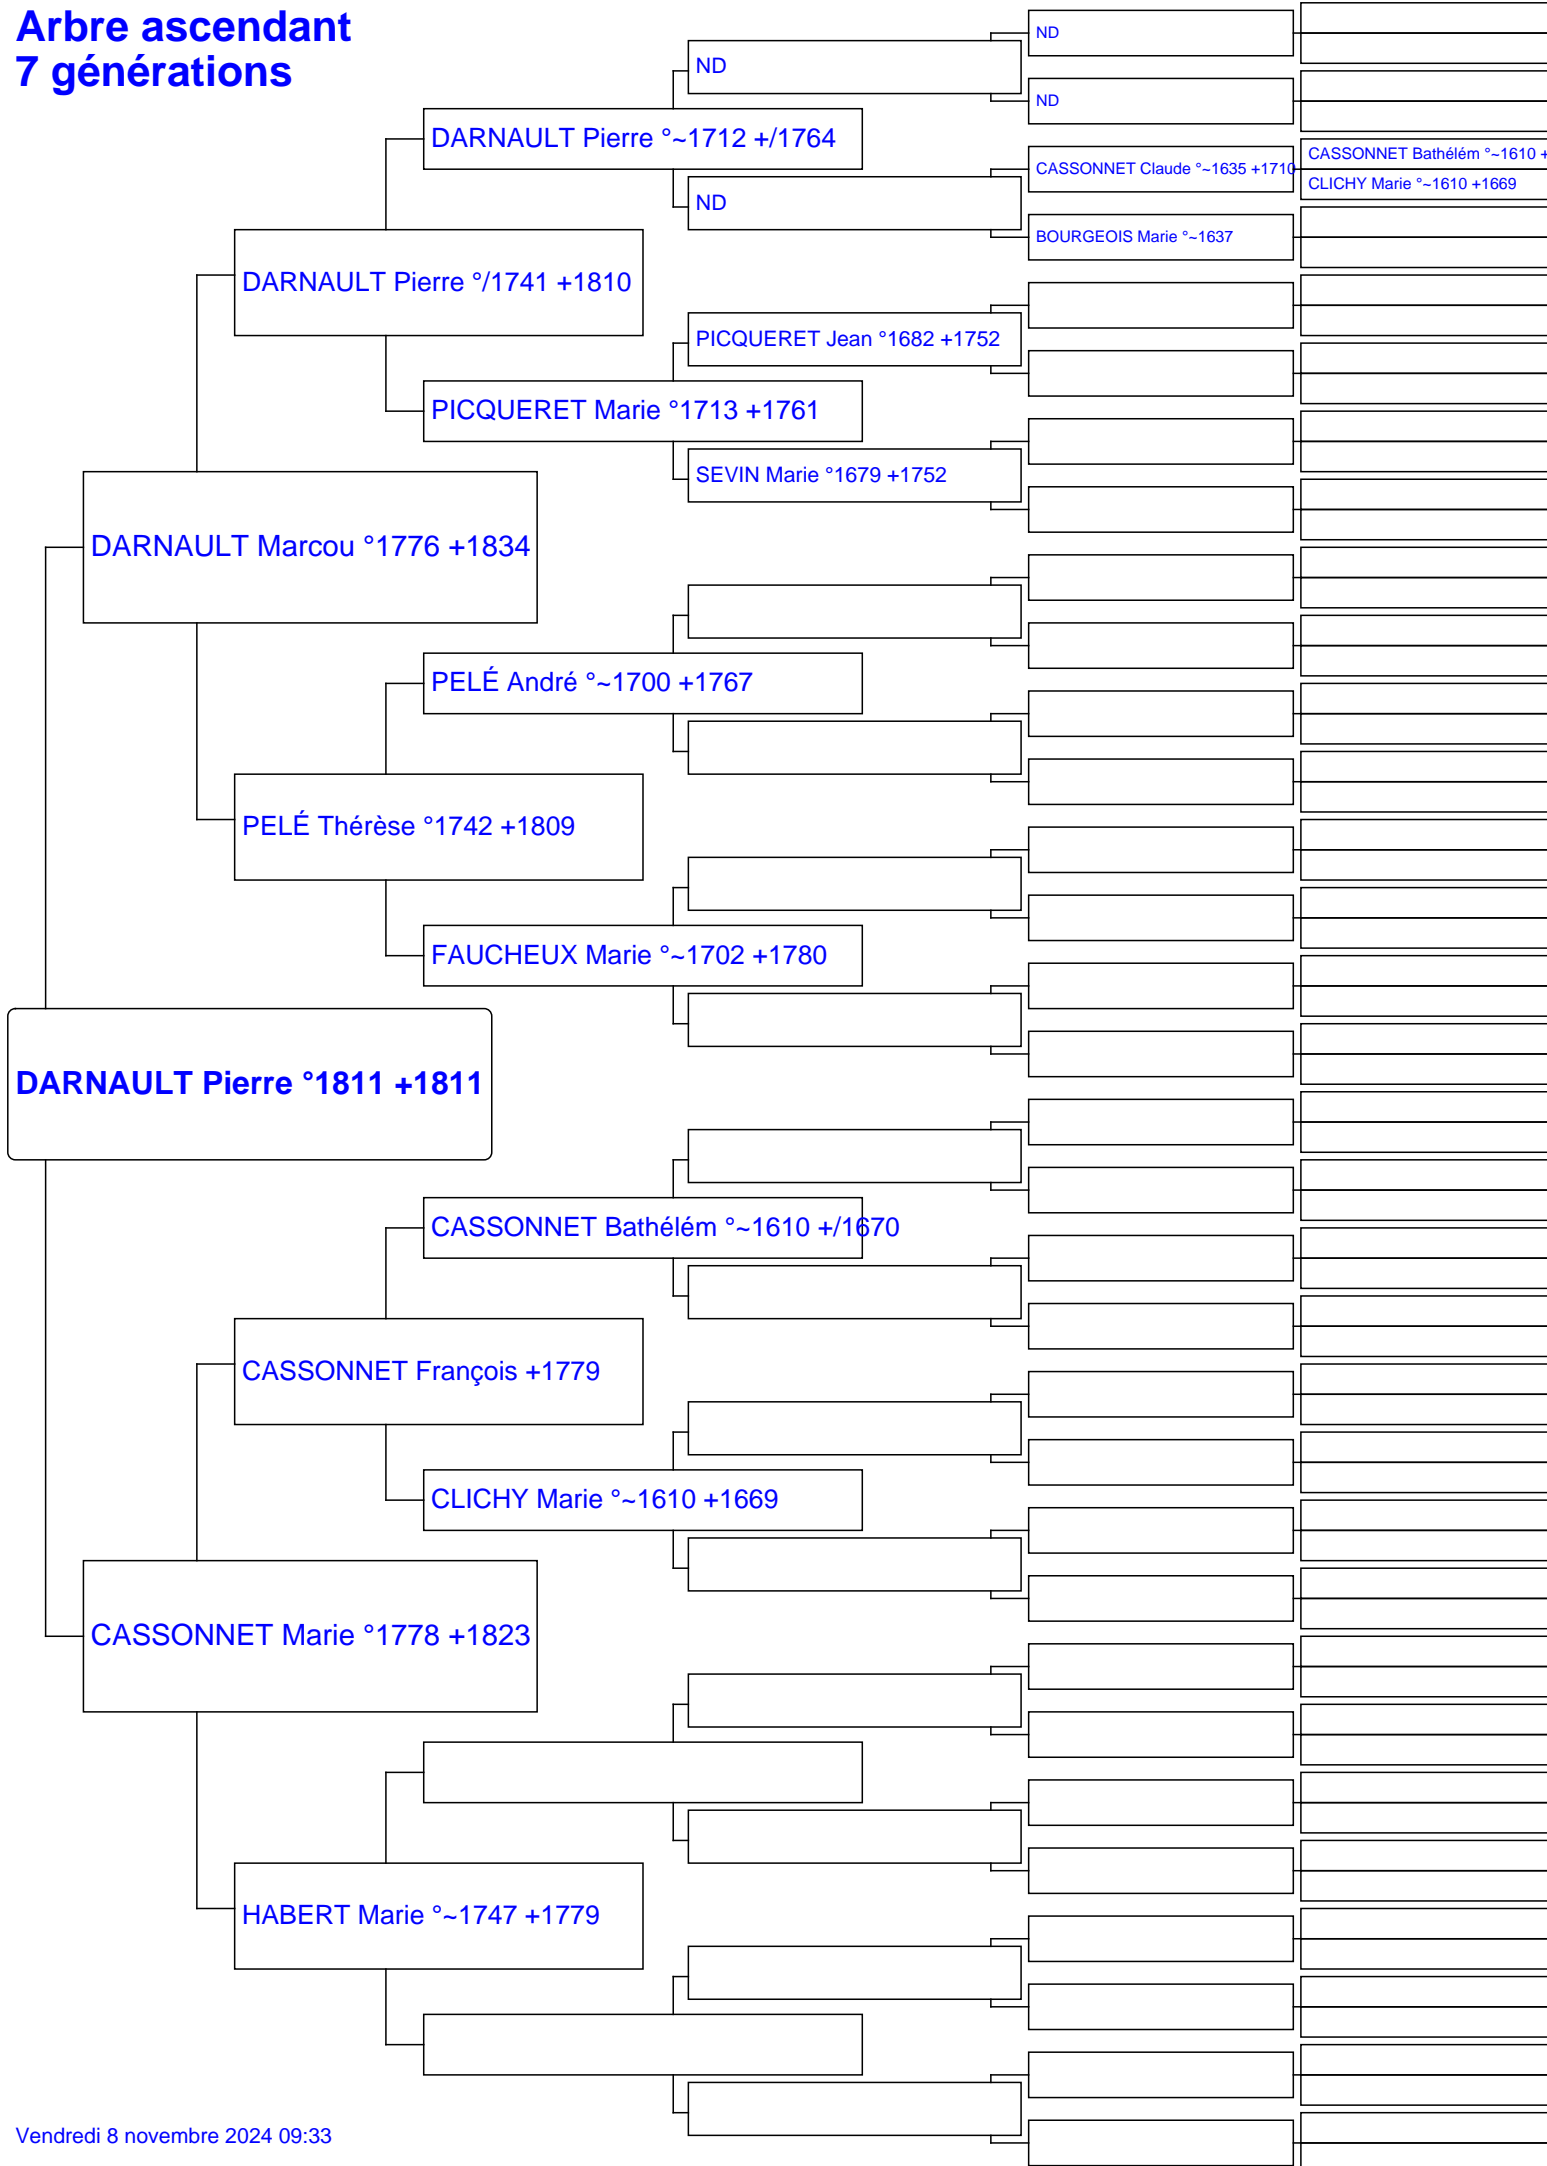 Arbre ascendant
7 générations
ND
ND
ND
DARNAULT Pierre °~1712 +/1764
CASSONNET Bathélém °~1610 +
CASSONNET Claude °~1635 +1710
CLICHY Marie °~1610 +1669
ND
BOURGEOIS Marie °~1637
DARNAULT Pierre °/1741 +1810
PICQUERET Jean °1682 +1752
PICQUERET Marie °1713 +1761
SEVIN Marie °1679 +1752
DARNAULT Marcou °1776 +1834
PELÉ André °~1700 +1767
PELÉ Thérèse °1742 +1809
FAUCHEUX Marie °~1702 +1780
DARNAULT Pierre °1811 +1811
CASSONNET Bathélém °~1610 +/1670
CASSONNET François +1779
CLICHY Marie °~1610 +1669
CASSONNET Marie °1778 +1823
HABERT Marie °~1747 +1779
Vendredi 8 novembre 2024 09:33